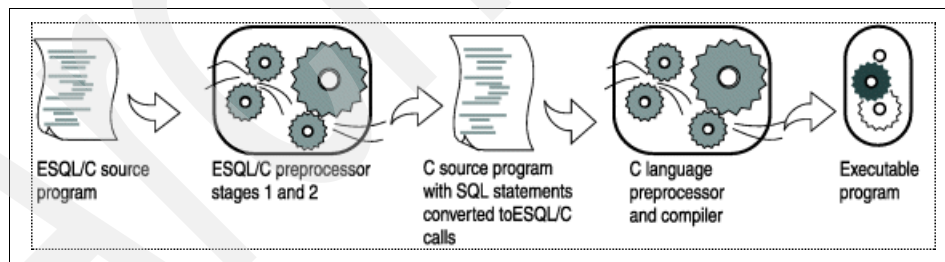 ESQL/C source
program
ESQL/C preprocessor
stages 1 and 2
C source program
with SQL statements
converted toESQL/C
calls
C language
preprocessor
and compiler
Executable
program